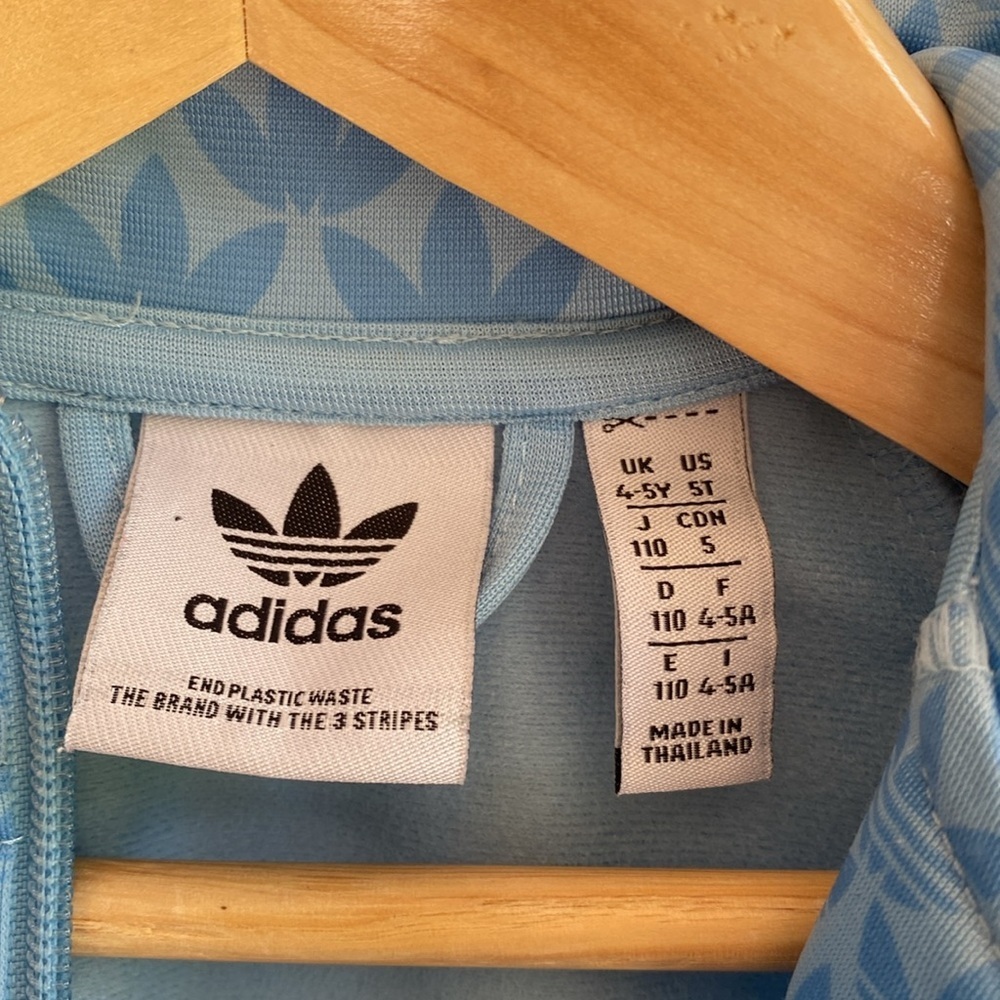 adidas
END PLASTIC WASTE
THE BRAND WITH THE 3 STRIPES
UK US
4-5Y 5T
J CDN
110 5
D F
110 4-5A
E I
110 4-5A
MADE IN
THAILAND